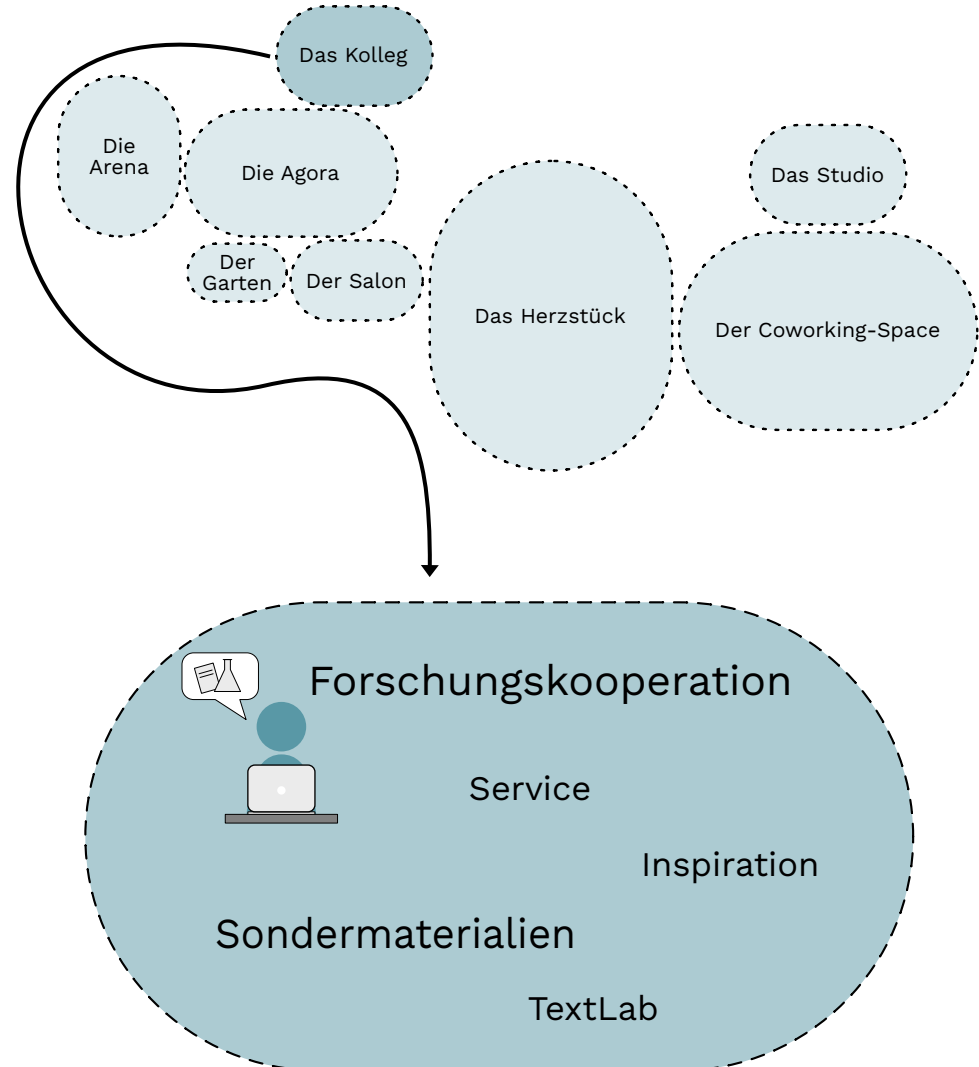 Das Kolleg
Die
Arena
Die Agora
Das Studio
Der
Garten
Der Salon
Das Herzstück
Der Coworking-Space
Forschungskooperation
Service
Inspiration
Sondermaterialien
TextLab